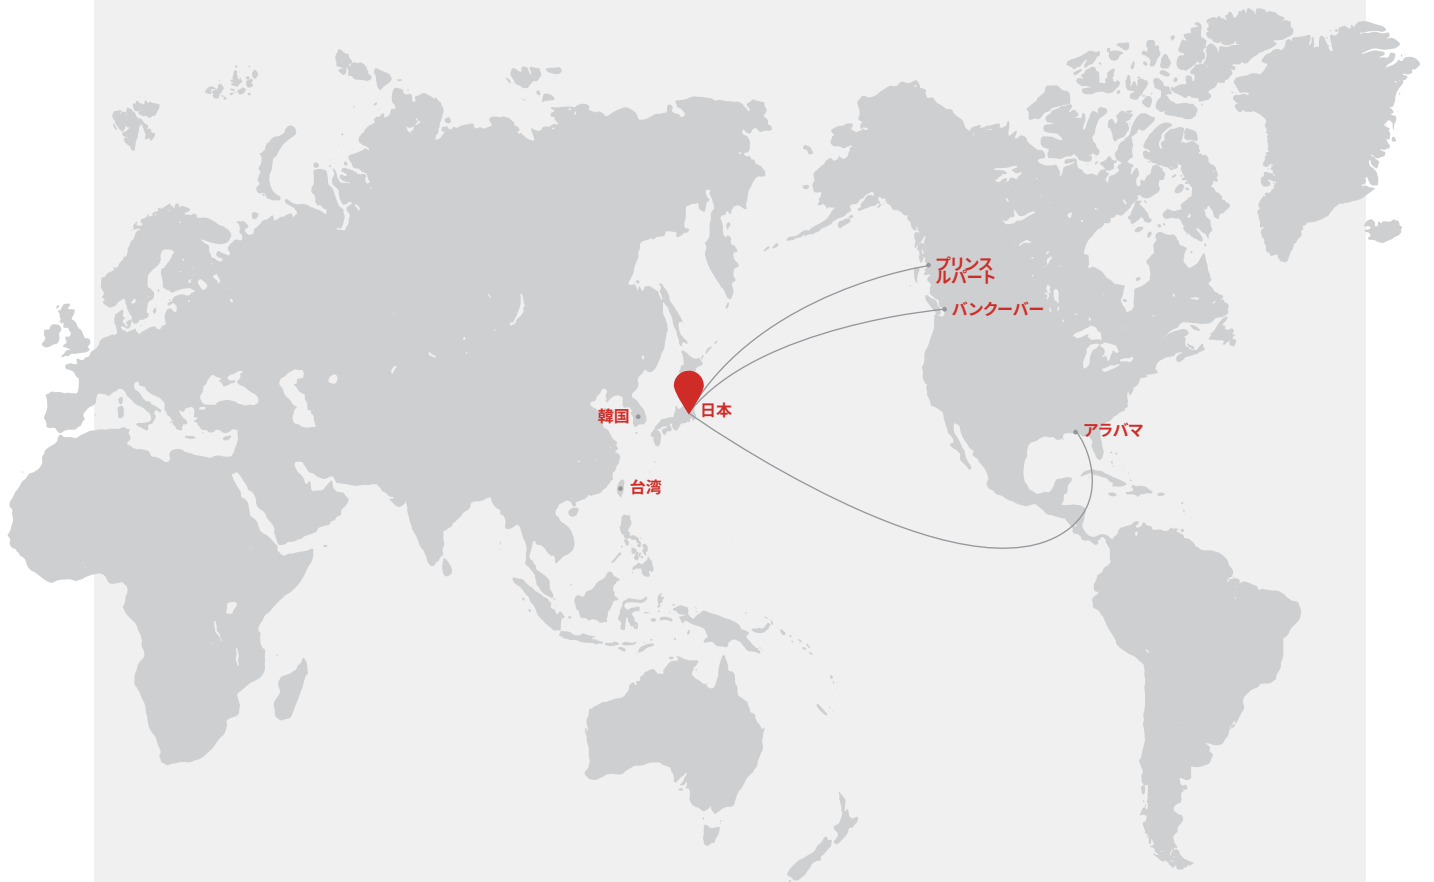 プリンス
ルパート
バンクーバー
日本
韓国
アラバマ
台湾